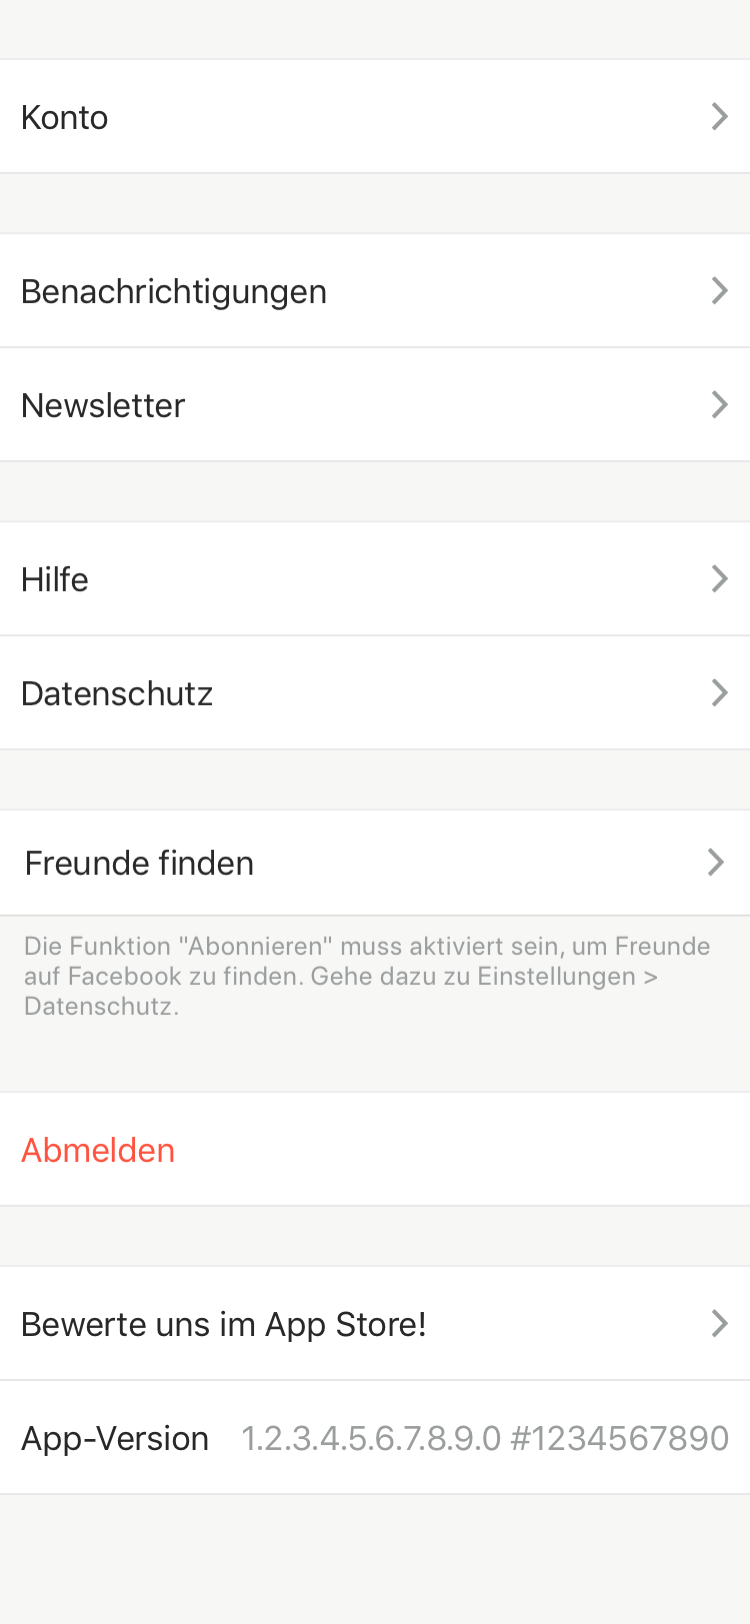 Konto
Benachrichtigungen
Newsletter
Hilfe
Datenschutz
Freunde finden
Die Funktion "Abonnieren" muss aktiviert sein, um Freunde
auf Facebook zu finden. Gehe dazu zu Einstellungen >
Datenschutz.
Abmelden
Bewerte uns im App Store!
App-Version 1.2.3.4.5.6.7.8.9.0 #1234567890